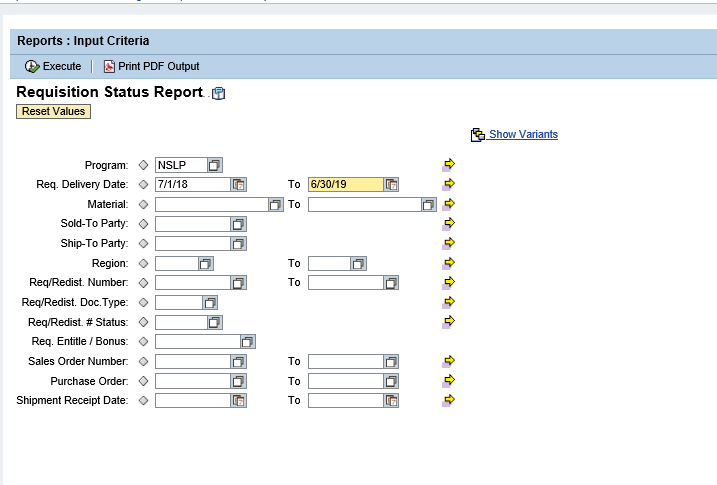 Reports : Input Criteria
Execute Print PDF Output
Requisition Status Report
Reset Values
Show Variants
Program: NSLP
Req. Delivery Date: 7/1/18 To 6/30/19
Material: To
Sold-To Party:
Ship-To Party:
Region: To
Req/Redist. Number: To
Req/Redist. Doc.Type:
Req/Redist. # Status:
Req. Entitle / Bonus:
Sales Order Number: To
Purchase Order: To
Shipment Receipt Date: To